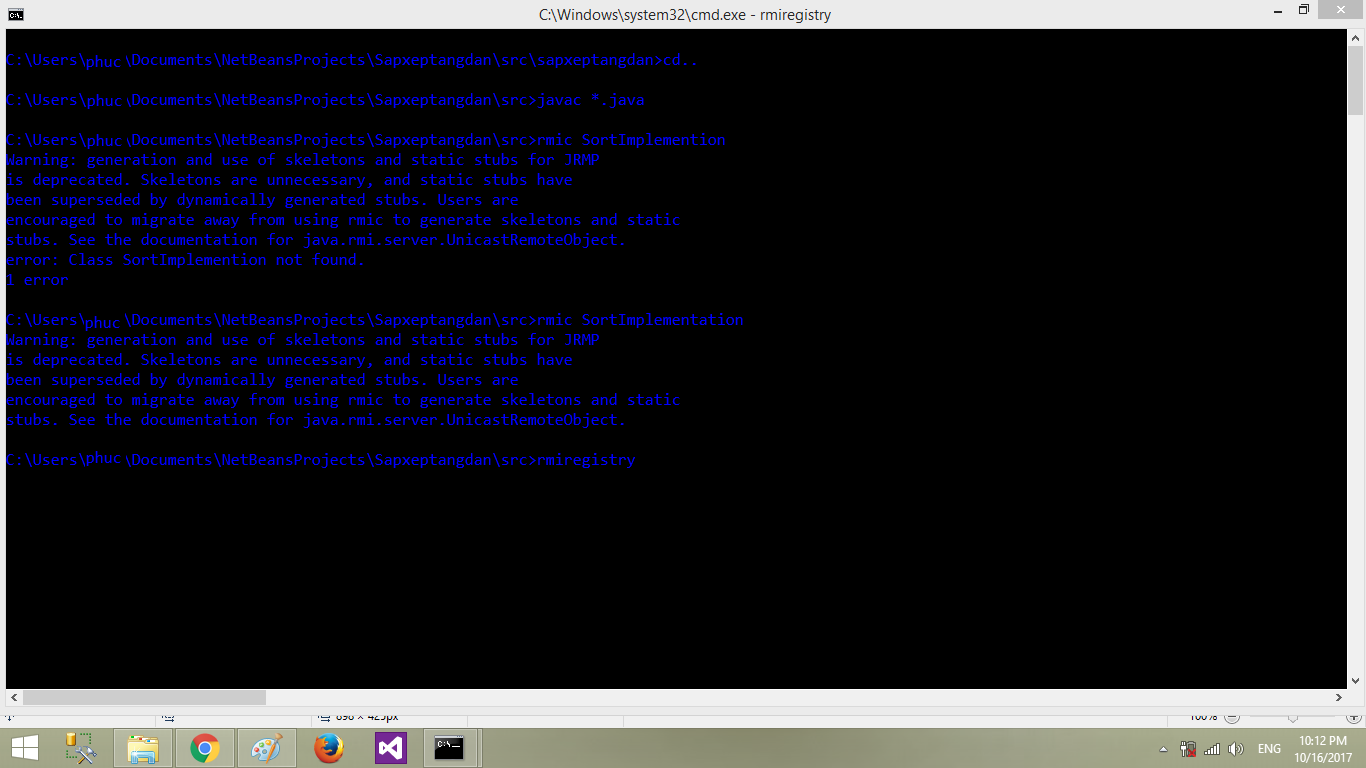 C:\Windows\system32\cmd.exe - rmiregistry
C:\Users\phuc\Documents\NetBeansProjects\Sapxeptangdan\src\sapxeptangdan>cd..
C:\Users\phuc\Documents\NetBeansProjects\Sapxeptangdan\src>javac *.java
C:\Users\phuc\Documents\NetBeansProjects\Sapxeptangdan\src>rmic SortImplemention
Warning: generation and use of skeletons and static stubs for JRMP
is deprecated. Skeletons are unnecessary, and static stubs have
been superseded by dynamically generated stubs. Users are
encouraged to migrate away from using rmic to generate skeletons and static
stubs. See the documentation for java.rmi.server.UnicastRemoteObject.
error: Class SortImplemention not found.
1 error
C:\Users\phuc\Documents\NetBeansProjects\Sapxeptangdan\src>rmic SortImplementation
Warning: generation and use of skeletons and static stubs for JRMP
is deprecated. Skeletons are unnecessary, and static stubs have
been superseded by dynamically generated stubs. Users are
encouraged to migrate away from using rmic to generate skeletons and static
stubs. See the documentation for java.rmi.server.UnicastRemoteObject.
C:\Users\phuc\Documents\NetBeansProjects\Sapxeptangdan\src>rmiregistry
898 × 425px
100%
C:\._
ENG
10:12 PM
10/16/2017